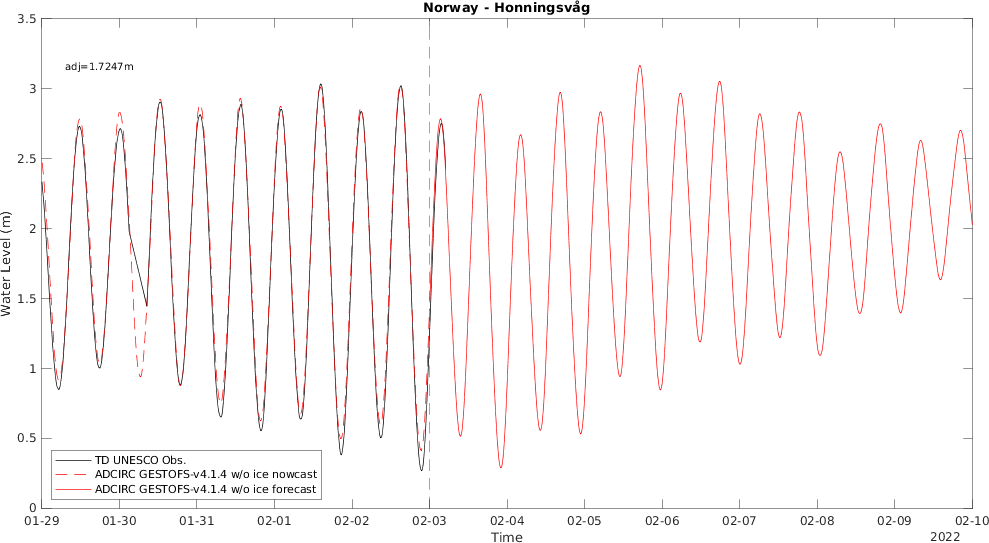 Norway - Honningsvåg
3.5
adj=1.7247m
3
2.5
2
Water Level (m)
1.5
1
0.5
TD UNESCO Obs.
ADCIRC GESTOFS-v4.1.4 w/o ice nowcast
ADCIRC GESTOFS-v4.1.4 w/o ice forecast
0
01-29 01-30 01-31 02-01 02-02 02-03 02-04 02-05 02-06 02-07 02-08 02-09 02-10
Time
2022